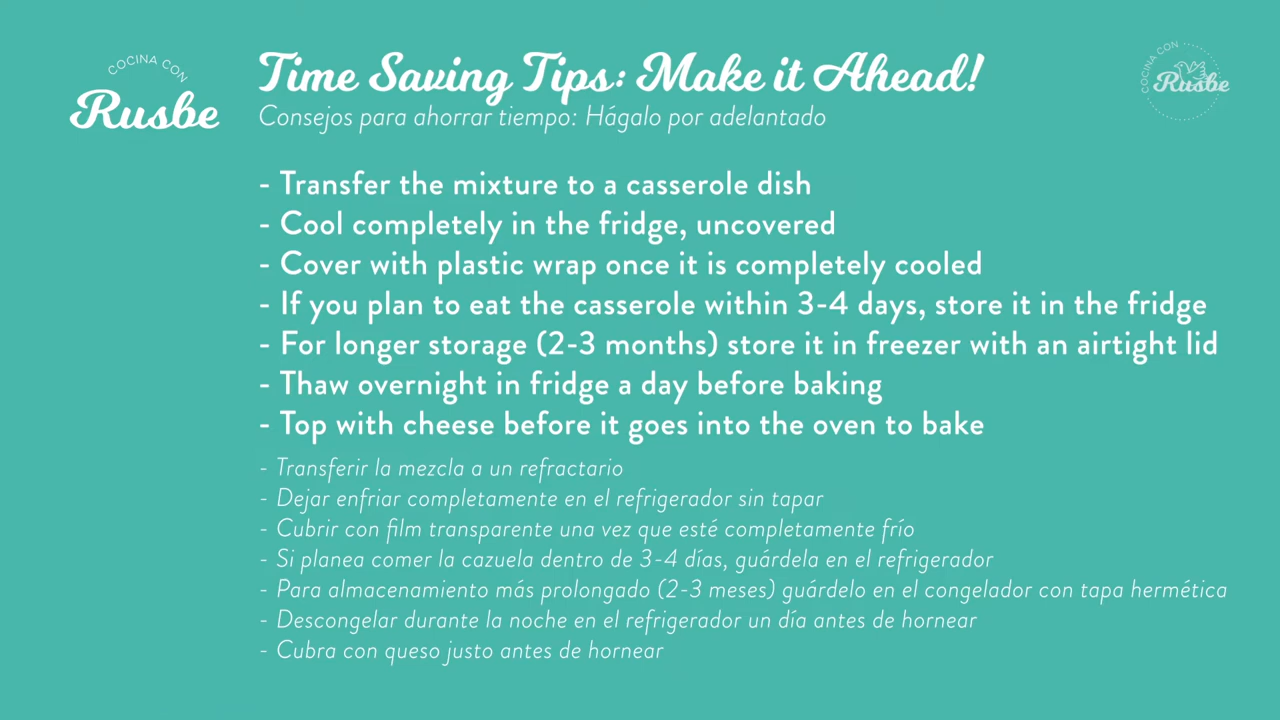 COCINA CON
Rusbe
Time Saving Tips: Make it Ahead!
Consejos para ahorrar tiempo: Hágalo por adelantado
COCINA CON
Rusbe
- Transfer the mixture to a casserole dish
- Cool completely in the fridge, uncovered
- Cover with plastic wrap once it is completely cooled
- If you plan to eat the casserole within 3-4 days, store it in the fridge
- For longer storage (2-3 months) store it in freezer with an airtight lid
- Thaw overnight in fridge a day before baking
- Top with cheese before it goes into the oven to bake
- Transferir la mezcla a un refractario
- Dejar enfriar completamente en el refrigerador sin tapar
- Cubrir con film transparente una vez que esté completamente frío
- Si planea comer la cazuela dentro de 3-4 días, guárdela en el refrigerador
- Para almacenamiento más prolongado (2-3 meses) guárdelo en el congelador con tapa hermética
- Descongelar durante la noche en el refrigerador un día antes de hornear
- Cubra con queso justo antes de hornear